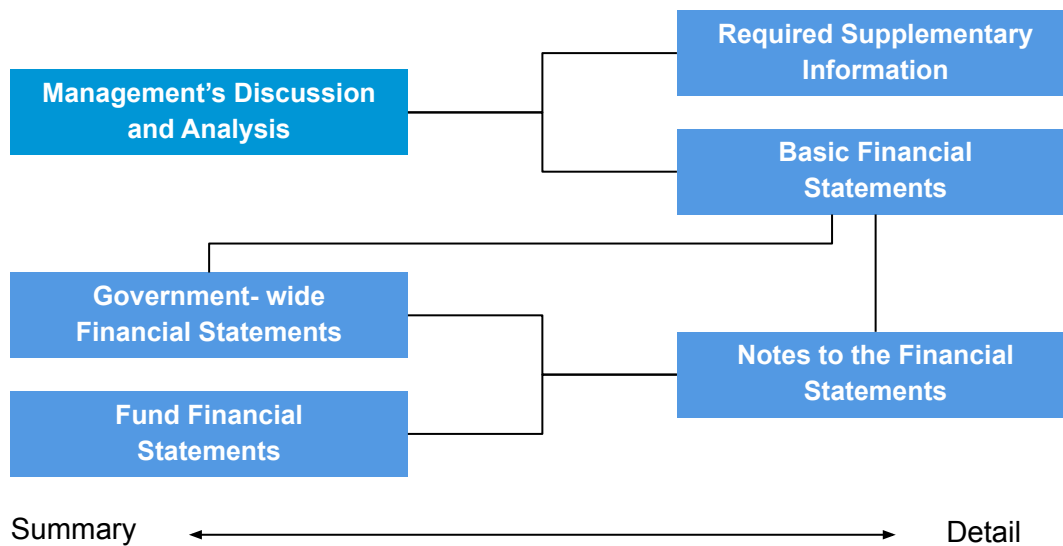 Required Supplementary
Information
Management’s Discussion
and Analysis
Basic Financial
Statements
Government- wide
Financial Statements
Notes to the Financial
Statements
Fund Financial
Statements
Summary
Detail